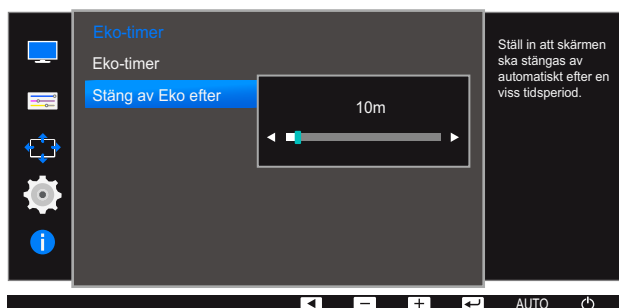 Eko-timer
Eko-timer
Stäng av Eko efter
10m
Ställ in att skärmen
ska stängas av
automatiskt efter en
viss tidsperiod.
AUTO